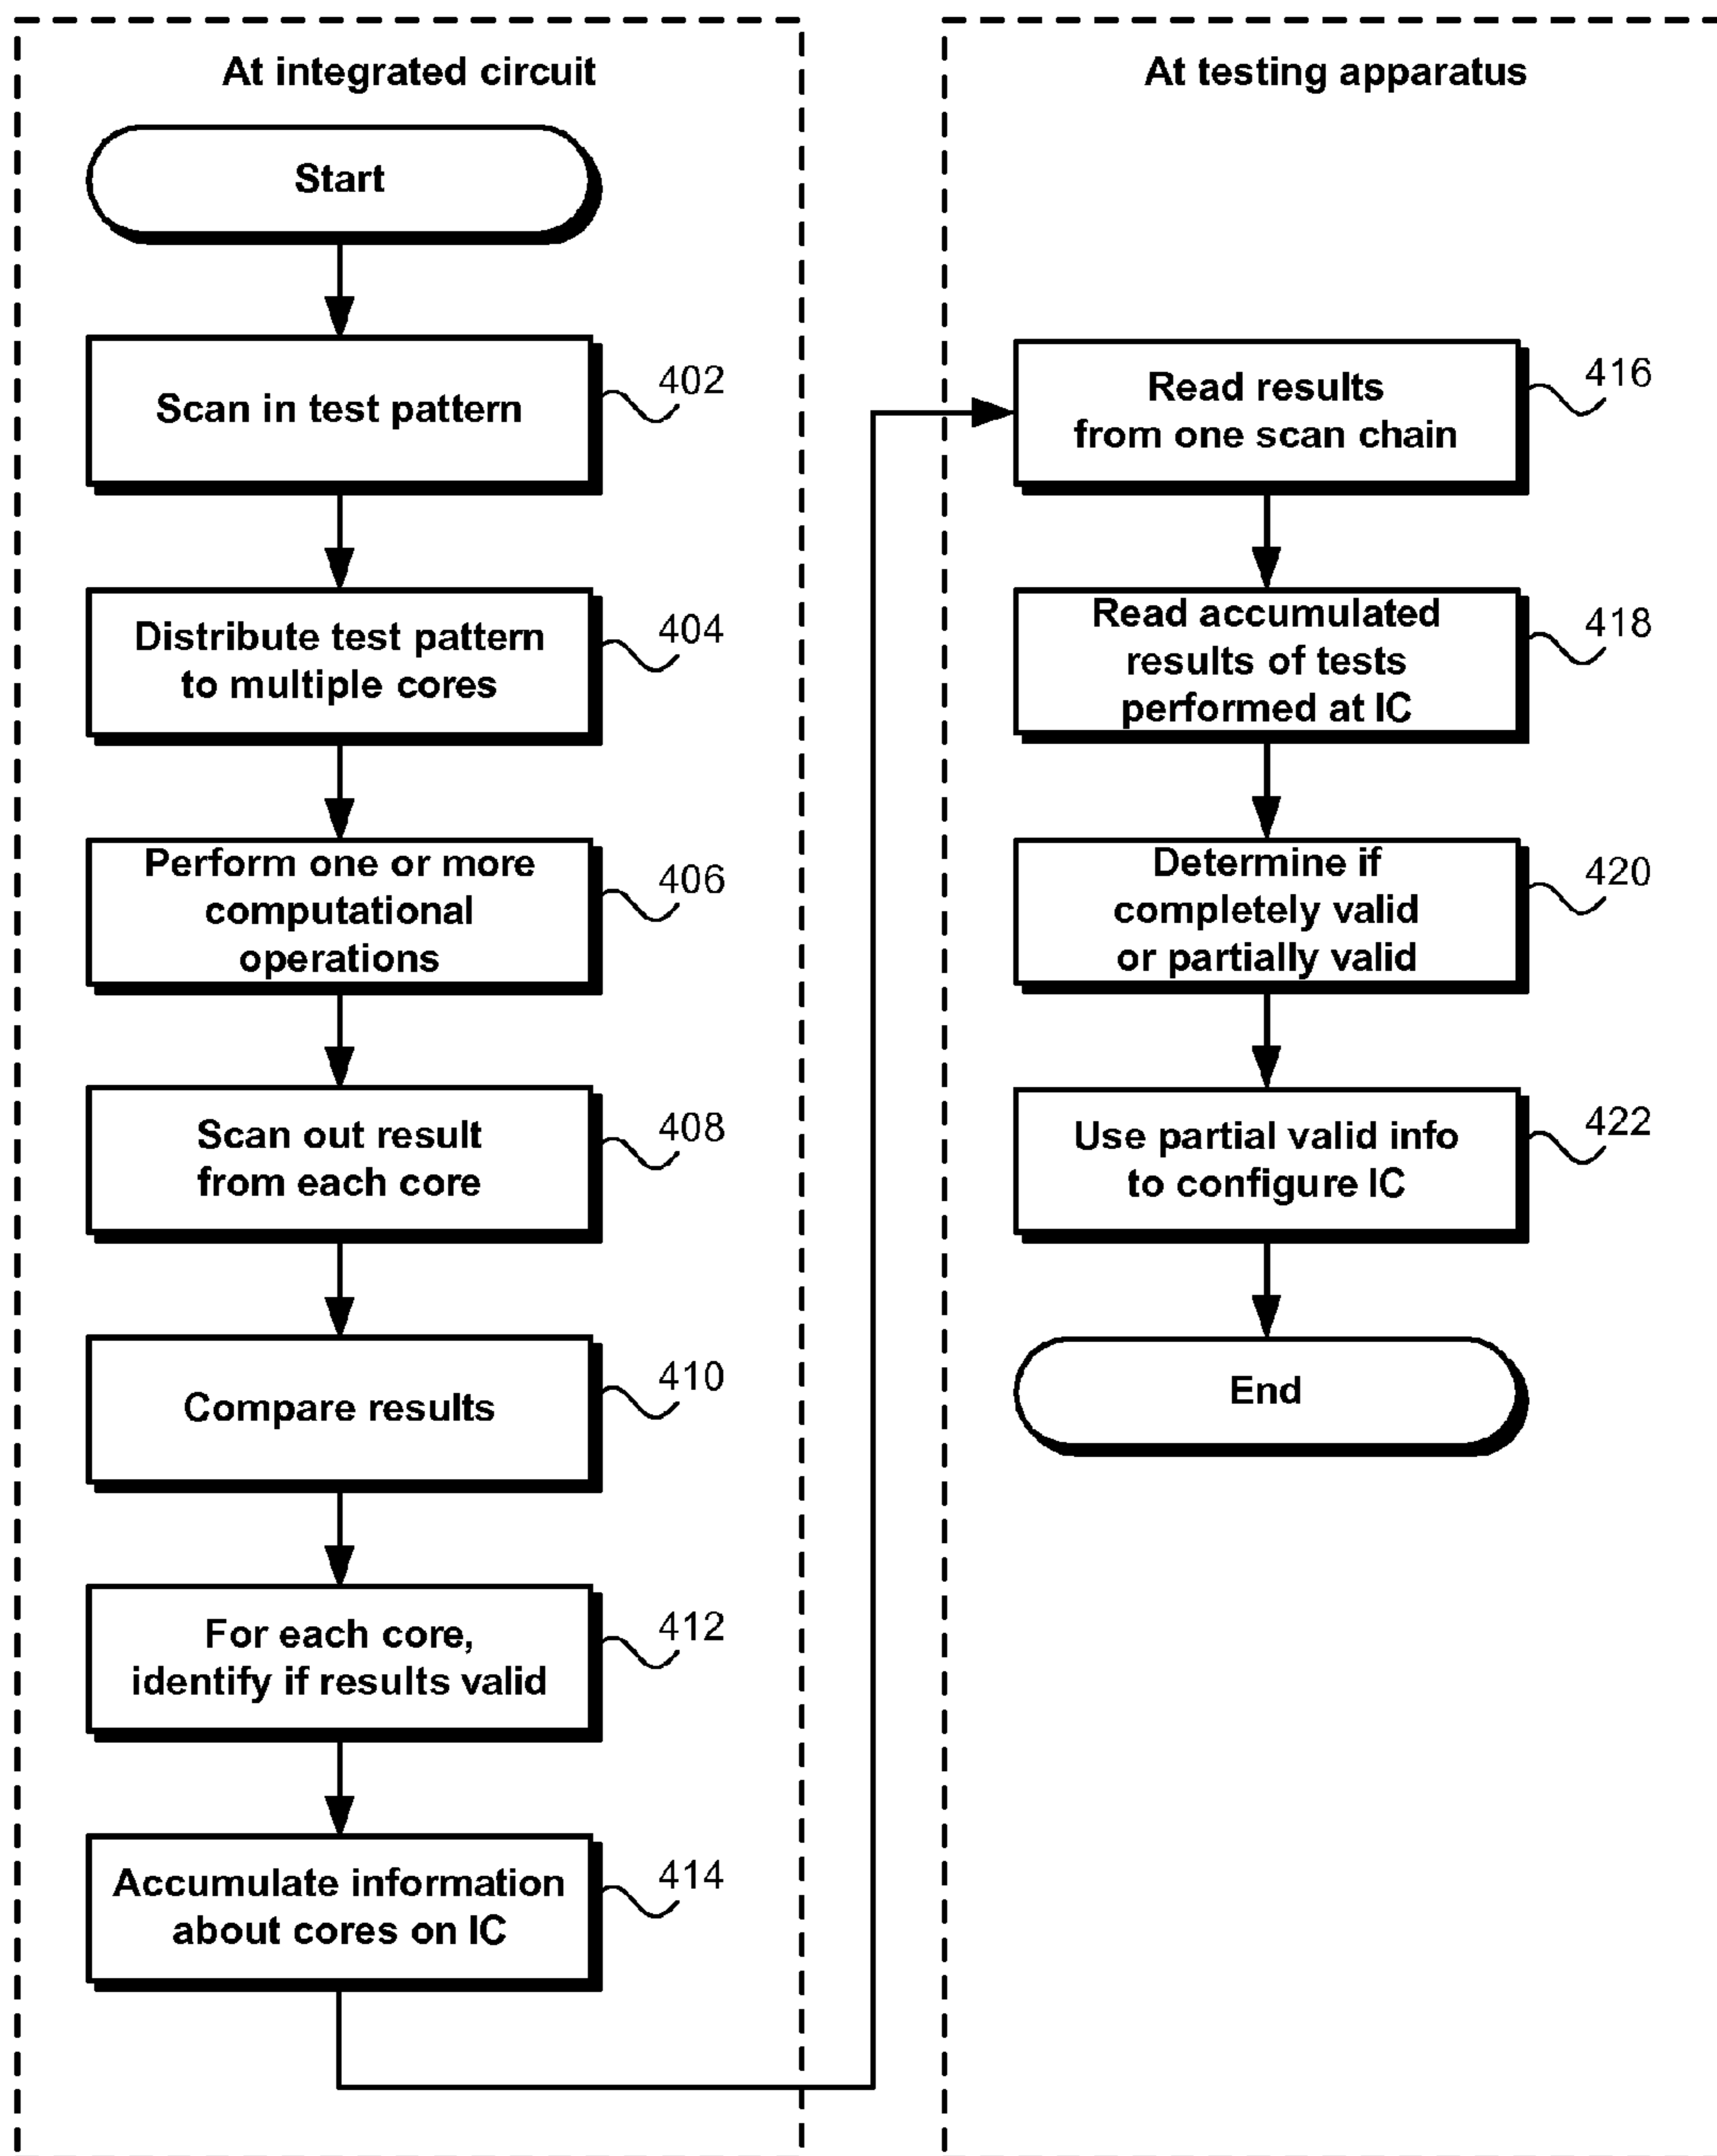 At integrated circuit
Start
Scan in test pattern
402
Distribute test pattern
to multiple cores
404
Perform one or more
computational
operations
406
Scan out result
from each core
408
Compare results
410
For each core,
identify if results valid
412
Accumulate information
about cores on IC
414
At testing apparatus
Read results
from one scan chain
416
Read accumulated
results of tests
performed at IC
418
Determine if
completely valid
or partially valid
420
Use partial valid info
to configure IC
422
End